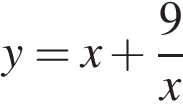 y = x + 9/x